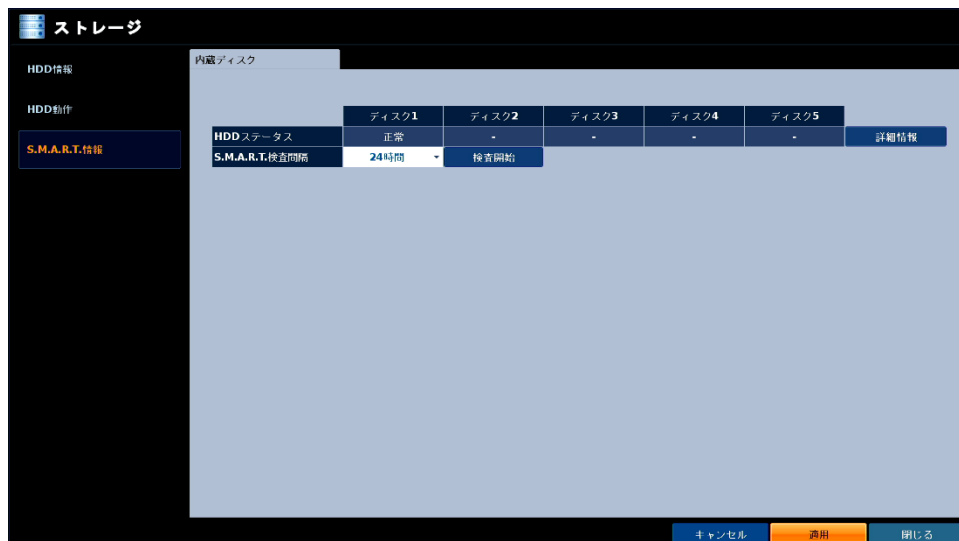 ストレージ
HDD情報
HDD動作
S.M.A.R.T.情報
内蔵ディスク
ディスク1 ディスク2 ディスク3 ディスク4 ディスク5
HDDステータス 正常 - - - - 詳細情報
S.M.A.R.T.検査間隔 24時間 検査開始
キャンセル 適用 閉じる